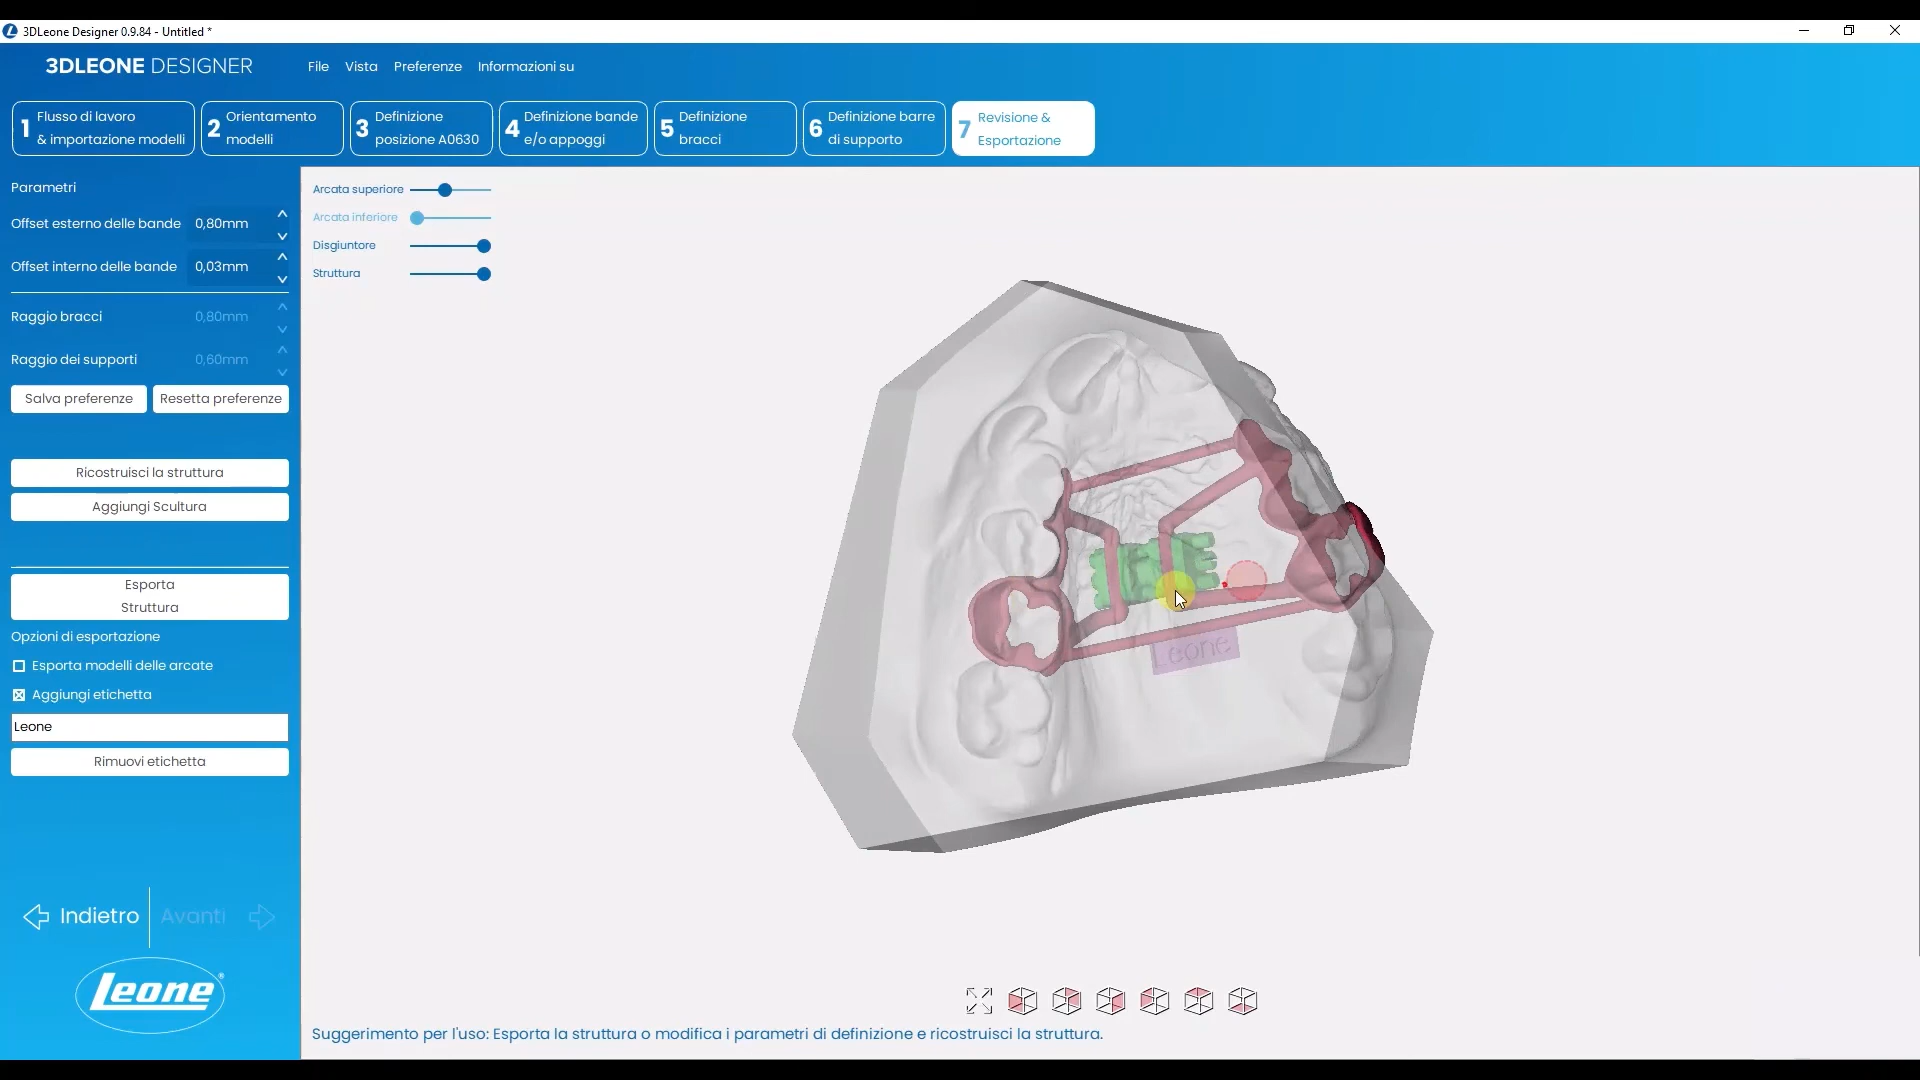 3DLeone Designer 0.9.84 - Untitled *
3DLEONE DESIGNER
File Vista Preferenze Informazioni su
1 Flusso di lavoro
& importazione modelli
2 Orientamento
modelli
3 Definizione
posizione A0630
4 Definizione bande
e/o appoggi
5 Definizione
bracci
6 Definizione barre
di supporto
7 Revisione &
Esportazione
Parametri
Offset esterno delle bande 0,80mm
Offset interno delle bande 0,03mm
Raggio bracci 0,80mm
Raggio dei supporti 0,60mm
Salva preferenze Resetta preferenze
Ricostruisci la struttura
Aggiungi Scultura
Esporta
Struttura
Opzioni di esportazione
Esporta modelli delle arcate
Aggiungi etichetta
Leone
Rimuovi etichetta
Indietro Avanti
Leone®
Arcata superiore
Arcata inferiore
Disgiuntore
Struttura
Leone
Suggerimento per l'uso: Esporta la struttura o modifica i parametri di definizione e ricostruisci la struttura.